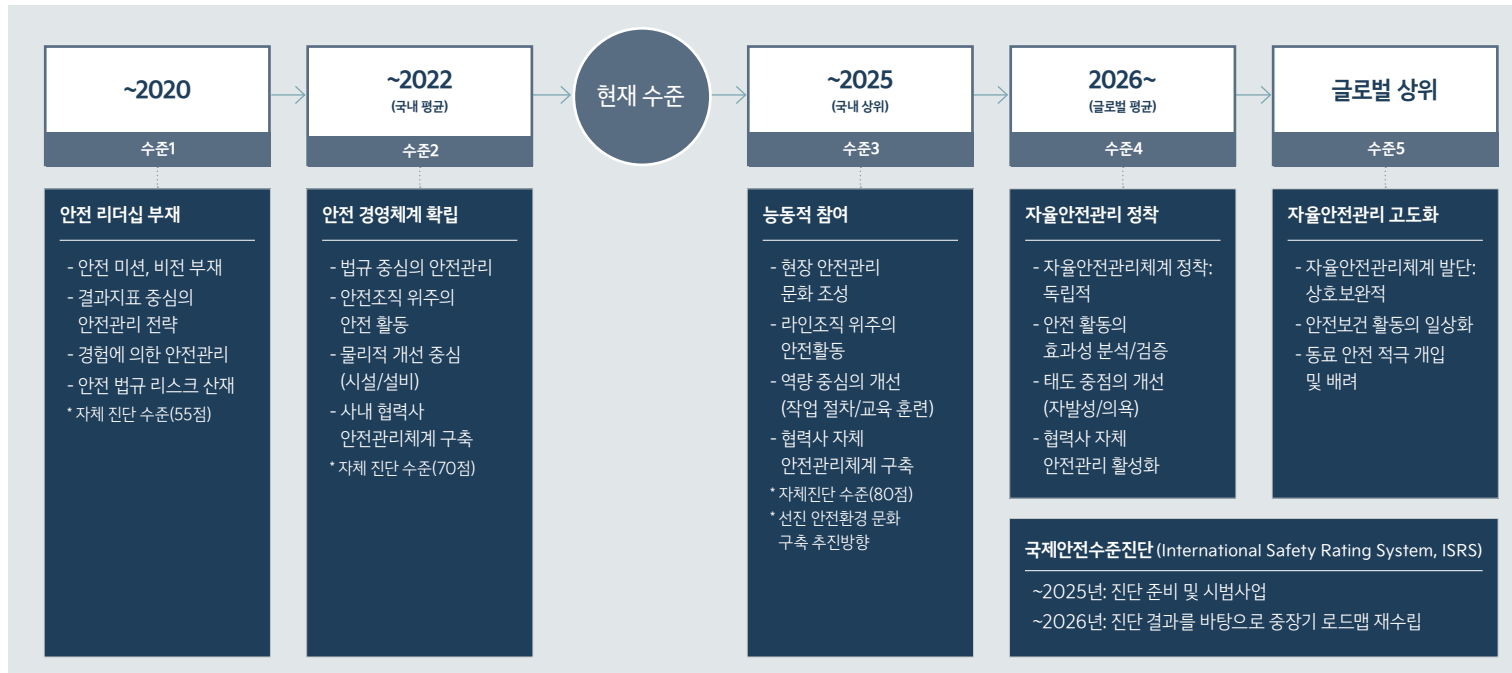 ~2020
수준1
~2022
(국내 평균)
수준2
현재 수준
~2025
(국내 상위)
수준3
2026~
(글로벌 평균)
수준4
글로벌 상위
수준5
안전 리더십 부재
- 안전 미션, 비전 부재
- 결과지표 중심의
안전관리 전략
- 경험에 의한 안전관리
- 안전 법규 리스크 산재
* 자체 진단 수준(55점)
안전 경영체계 확립
- 법규 중심의 안전관리
- 안전조직 위주의
안전 활동
- 물리적 개선 중심
(시설/설비)
- 사내 협력사
안전관리체계 구축
* 자체 진단 수준(70점)
능동적 참여
- 현장 안전관리
문화 조성
- 라인조직 위주의
안전활동
- 역량 중심의 개선
(작업 절차/교육 훈련)
- 협력사 자체
안전관리체계 구축
* 자체진단 수준(80점)
* 선진 안전환경 문화
구축 추진방향
자율안전관리 정착
- 자율안전관리체계 정착:
독립적
- 안전 활동의
효과성 분석/검증
- 태도 중점의 개선
(자발성/의욕)
- 협력사 자체
안전관리 활성화
자율안전관리 고도화
- 자율안전관리체계 발단:
상호보완적
- 안전보건 활동의 일상화
- 동료 안전 적극 개입
및 배려
국제안전수준진단 (International Safety Rating System, ISRS)
~2025년: 진단 준비 및 시범사업
~2026년: 진단 결과를 바탕으로 중장기 로드맵 재수립